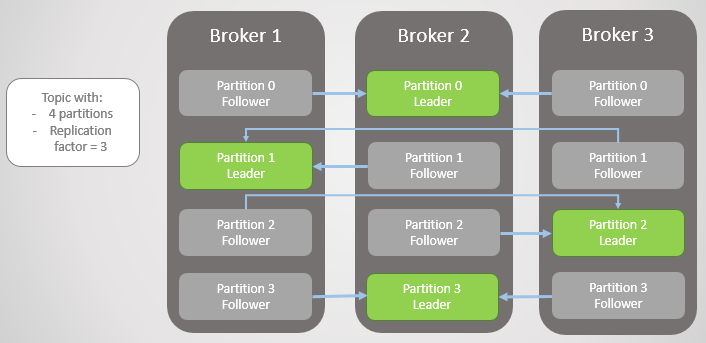 Broker 1
Broker 2
Broker 3
Topic with:
- 4 partitions
- Replication
factor = 3
Partition 0
Follower
Partition 0
Leader
Partition 0
Follower
Partition 1
Leader
Partition 1
Follower
Partition 1
Follower
Partition 2
Follower
Partition 2
Follower
Partition 2
Leader
Partition 3
Follower
Partition 3
Leader
Partition 3
Follower